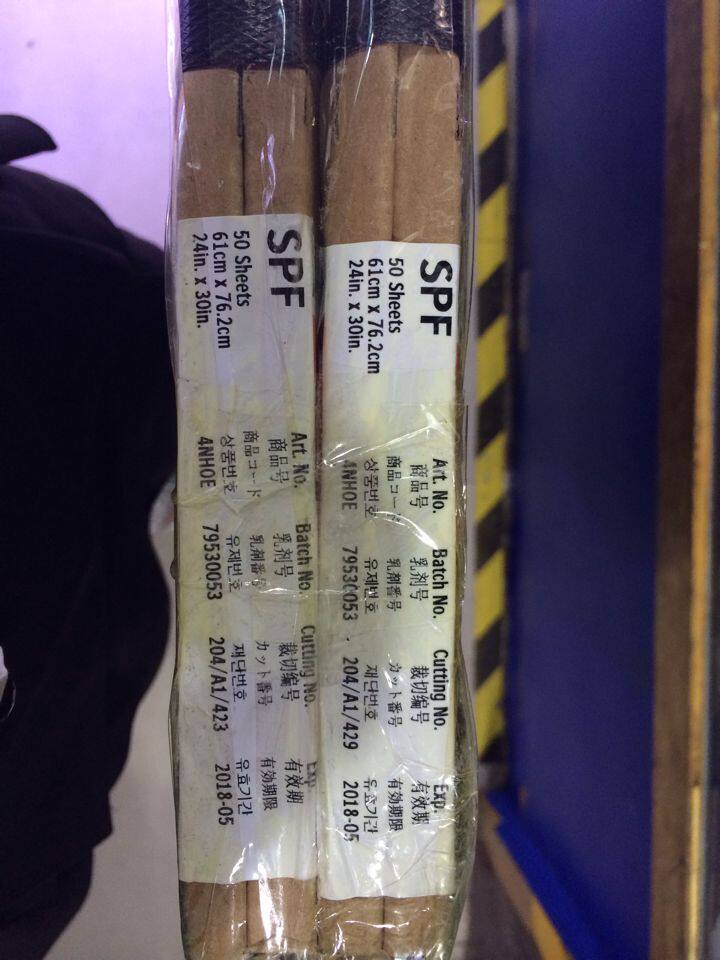 SPF
50 Sheets
61cm x 76.2cm
24in. x 30in.
Art. No.
商品号
商品コード
상품번호
4NH0E
Batch No.
乳剂号
乳剤番号
유제번호
79530053
Cutting No.
裁切编号
カット番号
재단번호
204/A1/423
Exp.
有效期
有効期限
유효기간
2018-05
SPF
50 Sheets
61cm x 76.2cm
24in. x 30in.
Art. No.
商品号
商品コード
상품번호
4NH0E
Batch No.
乳剂号
乳剤番号
유제번호
79530053
Cutting No.
裁切编号
カット番号
재단번호
204/A1/429
Exp.
有效期
有効期限
유효기간
2018-05